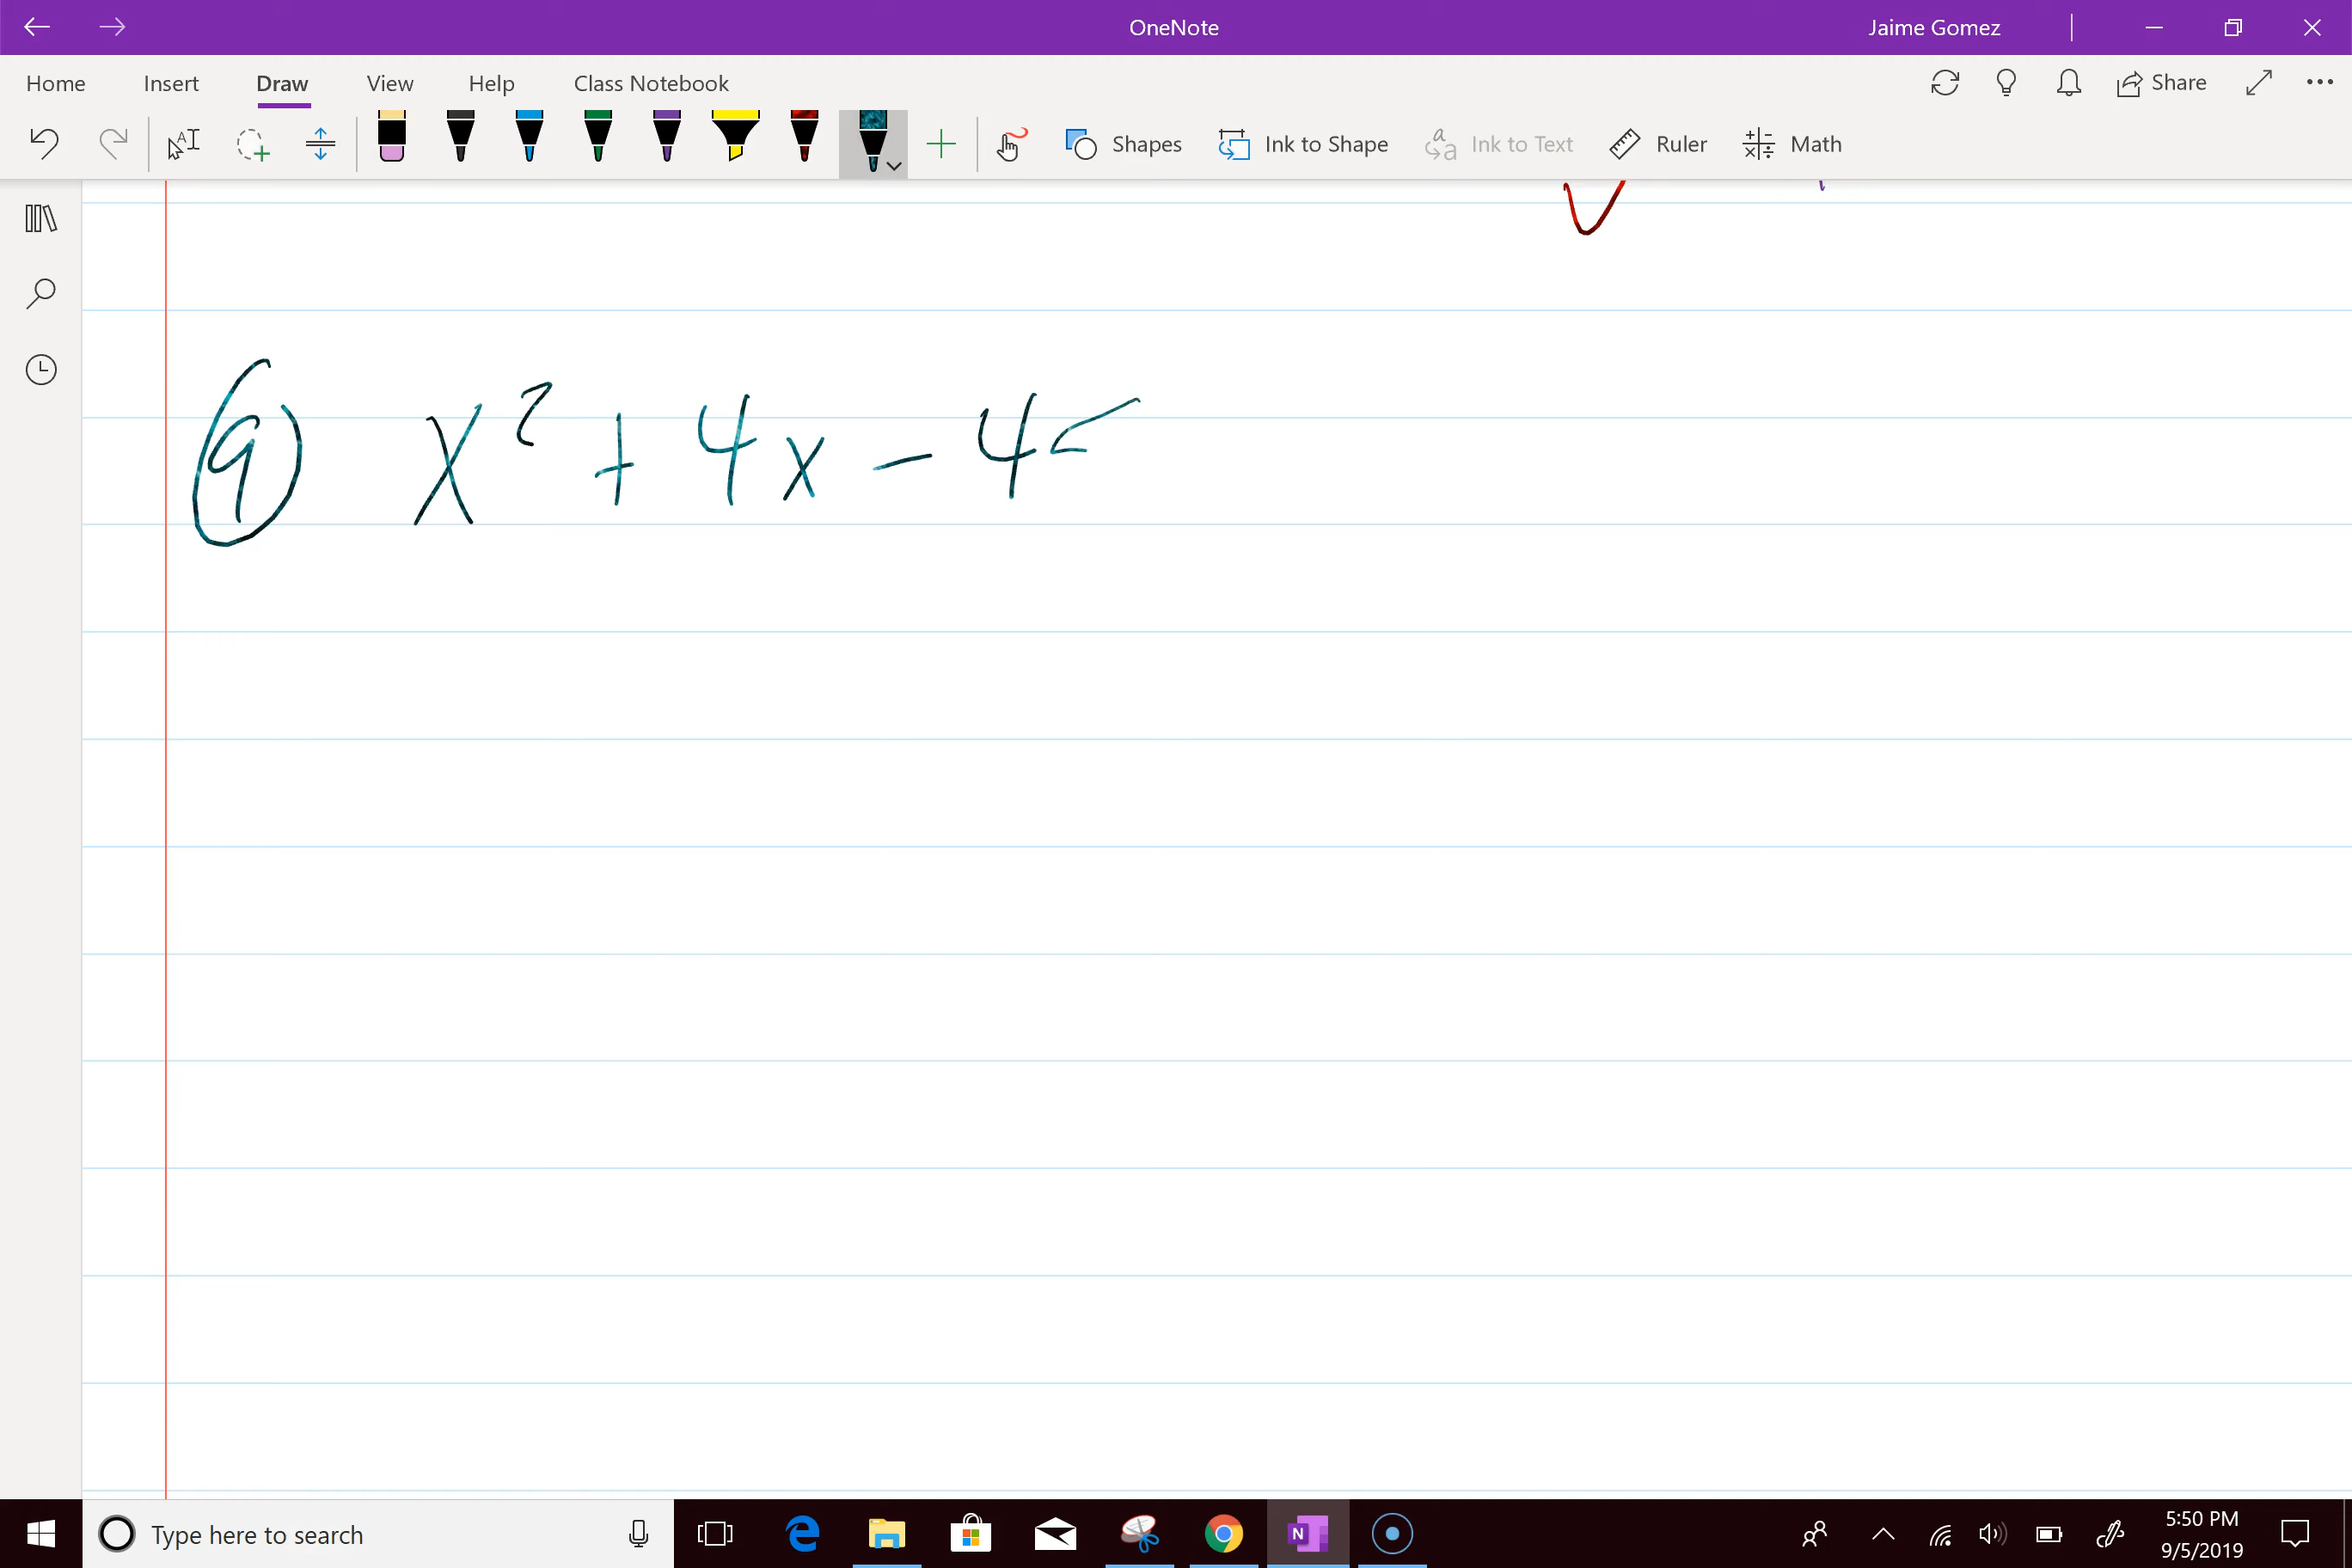 OneNote
Jaime Gomez
Home Insert Draw View Help Class Notebook
Share
Shapes Ink to Shape Ink to Text Ruler Math
9) x² + 4x - 45
Type here to search
5:50 PM
9/5/2019